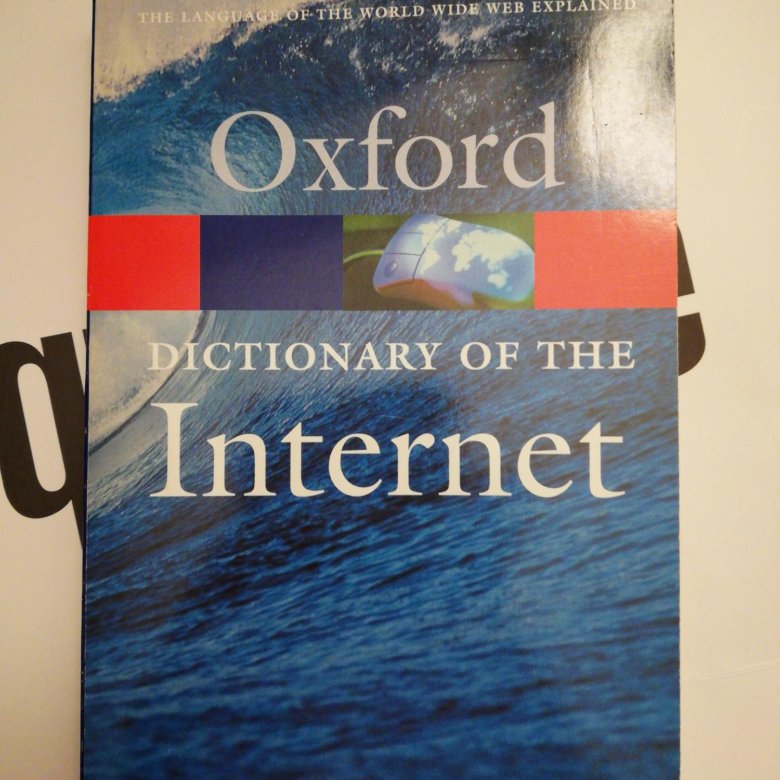 THE LANGUAGE OF THE WORLD WIDE WEB EXPLAINED
Oxford
DICTIONARY OF THE
Internet